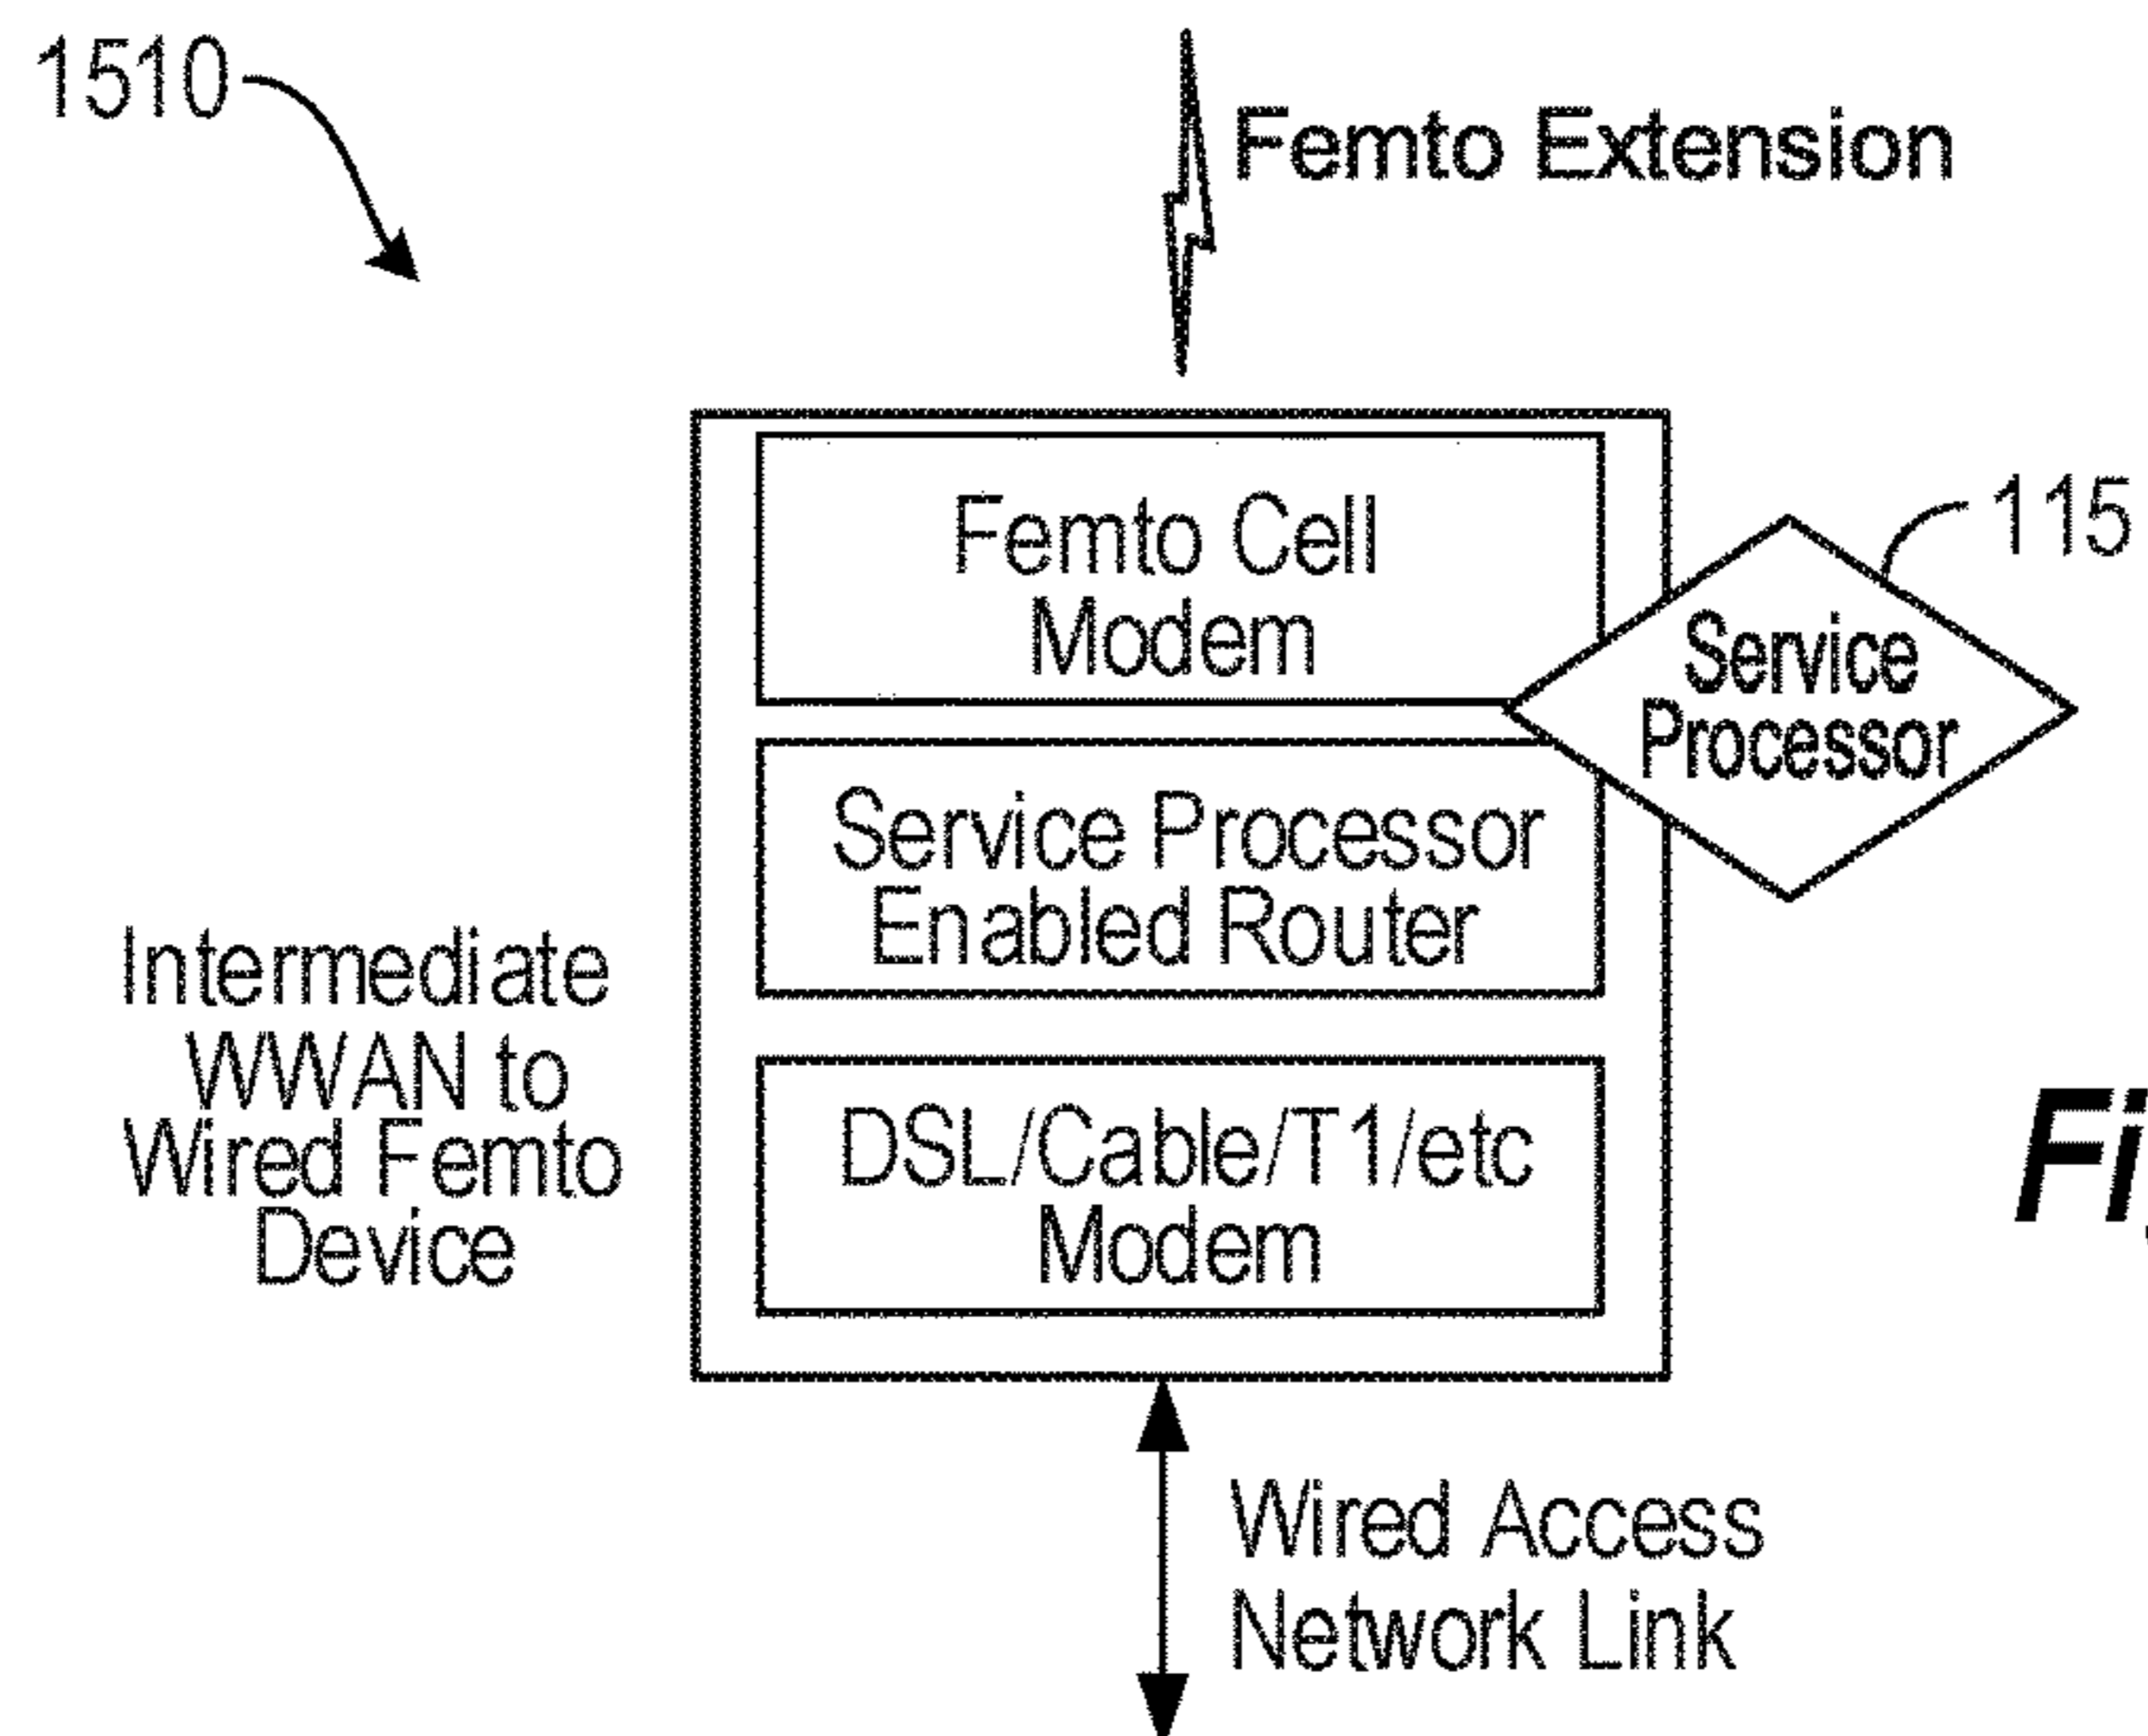 1510
Femto Extension
Femto Cell
Modem
115
Service
Processor
Service Processor
Enabled Router
Intermediate
WWAN to
Wired Femto
Device
DSL/Cable/T1/etc
Modem
Wired Access
Network Link